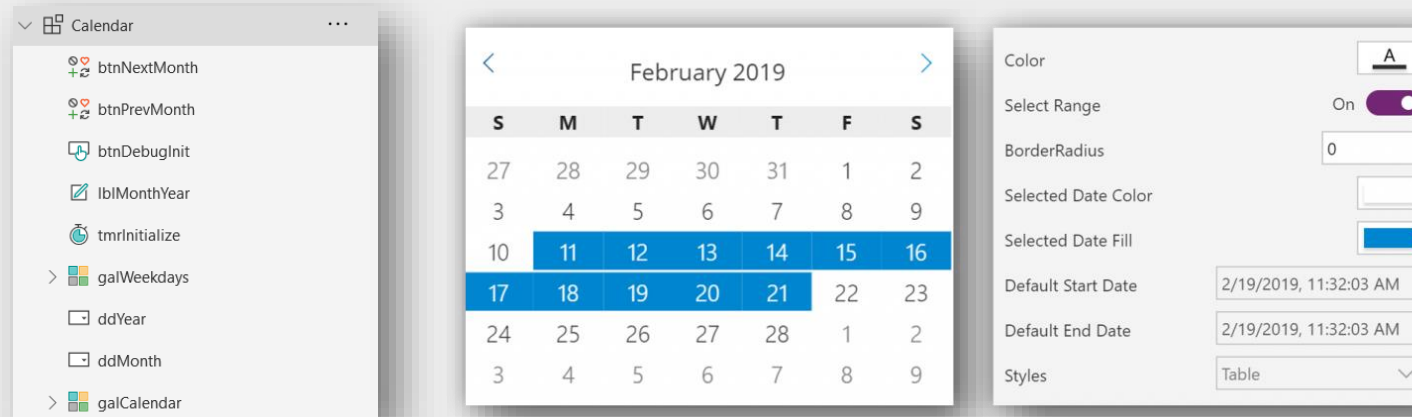 Calendar
btnNextMonth
btnPrevMonth
btnDebugInit
lblMonthYear
tmrInitialize
galWeekdays
ddYear
ddMonth
galCalendar
February 2019
S M T W T F S
27 28 29 30 31 1 2
3 4 5 6 7 8 9
10 11 12 13 14 15 16
17 18 19 20 21 22 23
24 25 26 27 28 1 2
3 4 5 6 7 8 9
Color A
Select Range On
BorderRadius 0
Selected Date Color
Selected Date Fill
Default Start Date 2/19/2019, 11:32:03 AM
Default End Date 2/19/2019, 11:32:03 AM
Styles Table